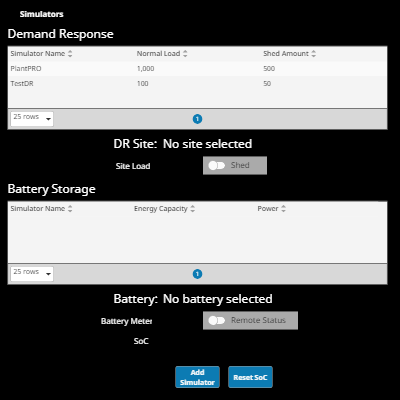 Simulators
Demand Response
Simulator Name Normal Load Shed Amount
PlantPRO 1,000 500
TestDR 100 50
25 rows 1
DR Site: No site selected
Site Load Shed
Battery Storage
Simulator Name Energy Capacity Power
25 rows 1
Battery: No battery selected
Battery Meter Remote Status
SoC
Add Simulator Reset SoC